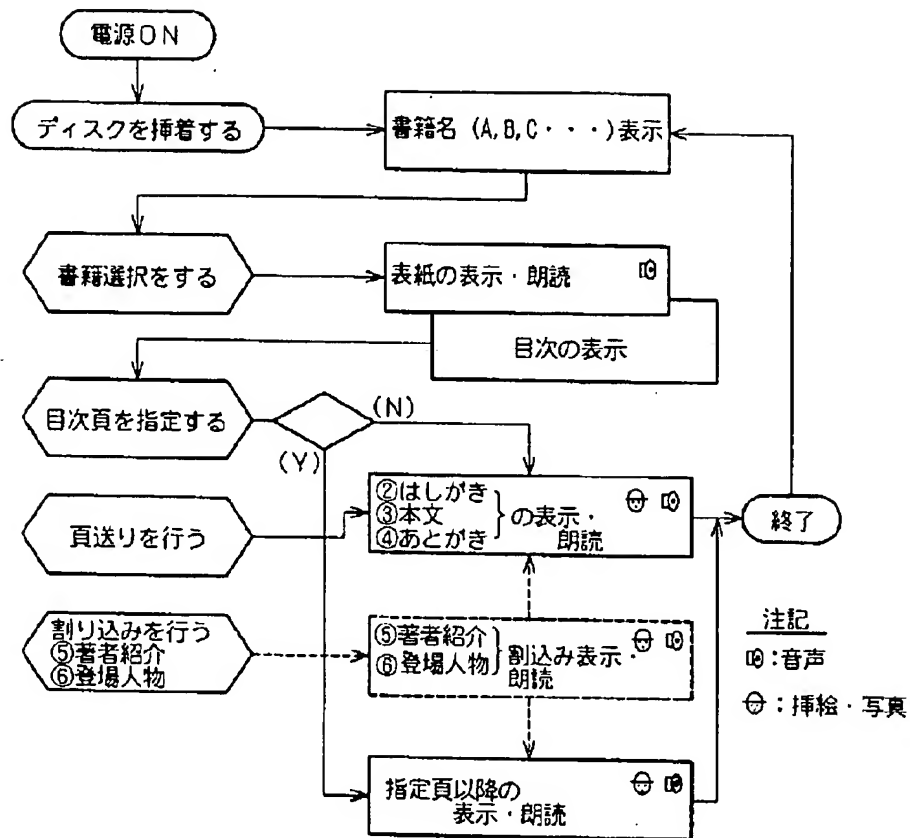 電源ON
ディスクを挿着する
書籍名 (A,B,C・・・)表示
書籍選択をする
表紙の表示・朗読
目次の表示
目次頁を指定する
(N)
(Y)
②はしがき
③本文
④あとがき
の表示・
朗読
頁送りを行う
終了
割り込みを行う
⑤著者紹介
⑥登場人物
⑤著者紹介
⑥登場人物
割込み表示・
朗読
注記
:音声
:挿絵・写真
指定頁以降の
表示・朗読